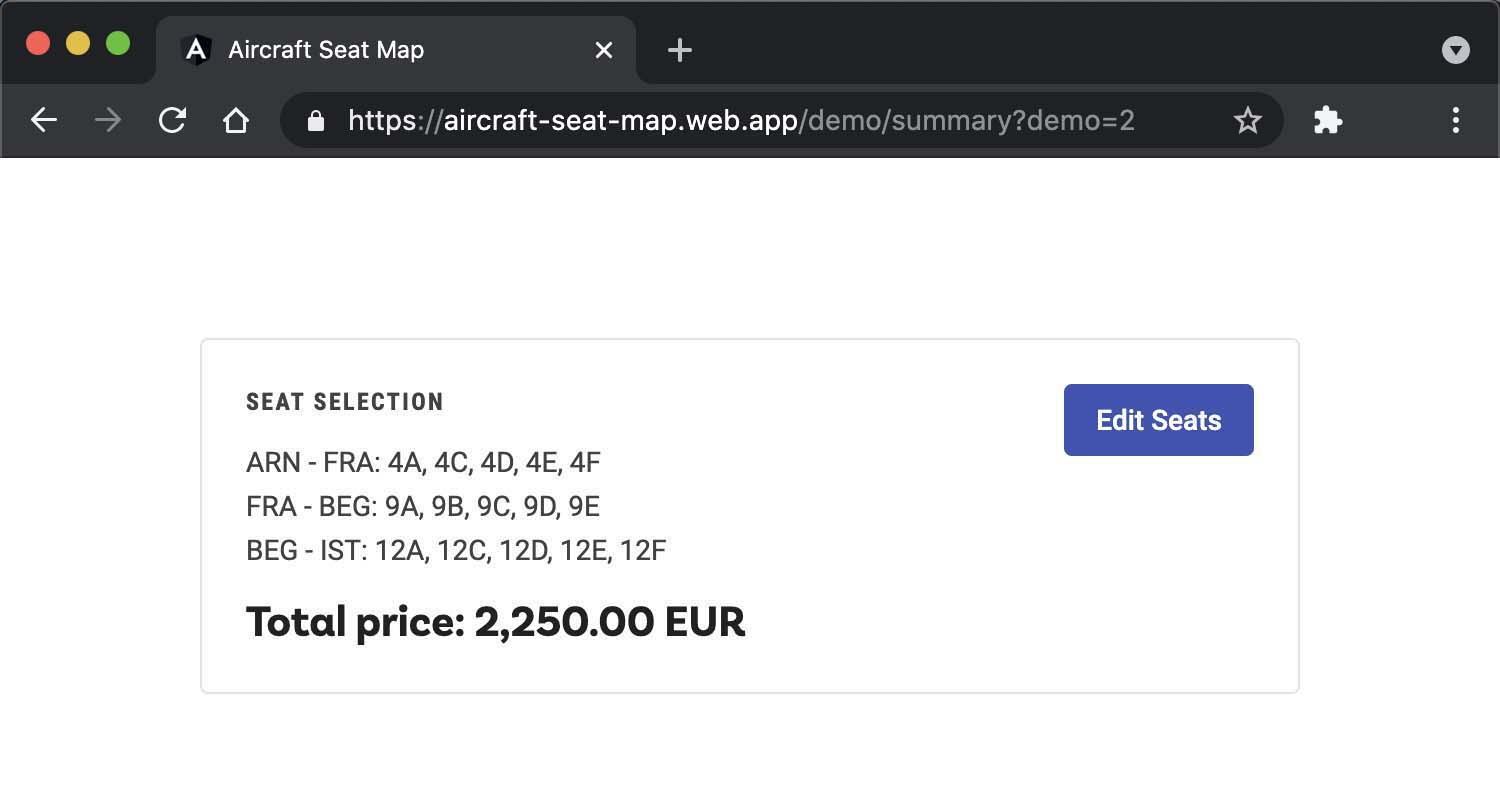 Aircraft Seat Map
https://aircraft-seat-map.web.app/demo/summary?demo=2
SEAT SELECTION
Edit Seats
ARN - FRA: 4A, 4C, 4D, 4E, 4F
FRA - BEG: 9A, 9B, 9C, 9D, 9E
BEG - IST: 12A, 12C, 12D, 12E, 12F
Total price: 2,250.00 EUR